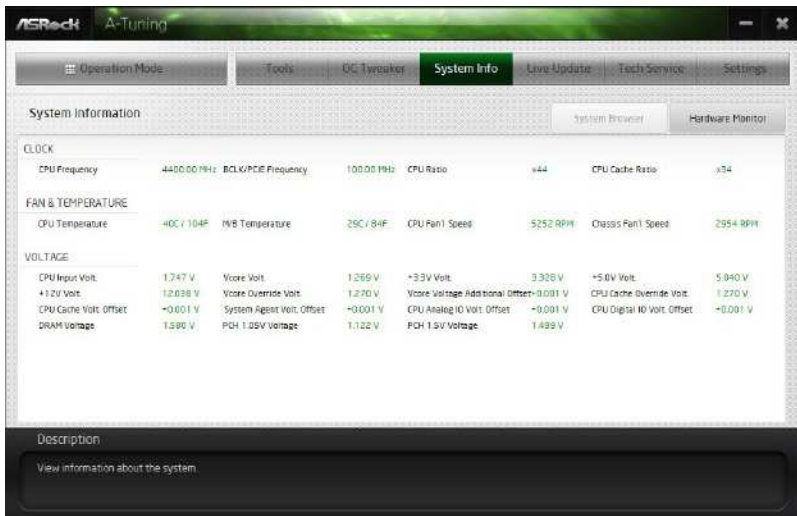 ASRock A-Tuning
Operation Mode Tools OC Tweaker System Info Live Update Tech Service Settings
System Information System Browser Hardware Monitor
CLOCK
CPU Frequency 4400.00 MHz BCLK/PCIE Frequency 100.00 MHz CPU Ratio x44 CPU Cache Ratio x34
FAN & TEMPERATURE
CPU Temperature 40C / 104F M/B Temperature 29C / 84F CPU Fan1 Speed 5252 RPM Chassis Fan1 Speed 2954 RPM
VOLTAGE
CPU Input Volt. 1.747 V Vcore Volt. 1.269 V +3.3V Volt. 3.328 V +5.0V Volt. 5.040 V
+12V Volt. 12.038 V Vcore Override Volt. 1.270 V Vcore Voltage Additional Offset +0.001 V CPU Cache Override Volt. 1.270 V
CPU Cache Volt. Offset +0.001 V System Agent Volt. Offset +0.001 V CPU Analog IO Volt. Offset +0.001 V CPU Digital IO Volt. Offset +0.001 V
DRAM Voltage 1.580 V PCH 1.05V Voltage 1.122 V PCH 1.5V Voltage 1.499 V
Description
View information about the system.